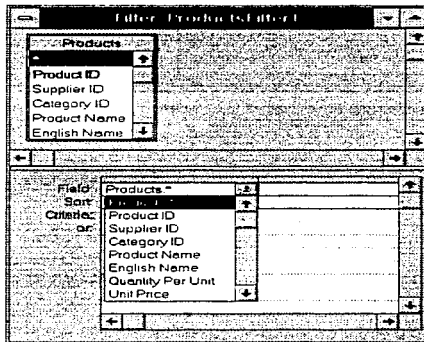 Filter: ProductsFilter1
Products
*
Product ID
Supplier ID
Category ID
Product Name
English Name
Field:
Sort:
Criteria:
or:
Products.*
Product ID
Supplier ID
Category ID
Product Name
English Name
Quantity Per Unit
Unit Price